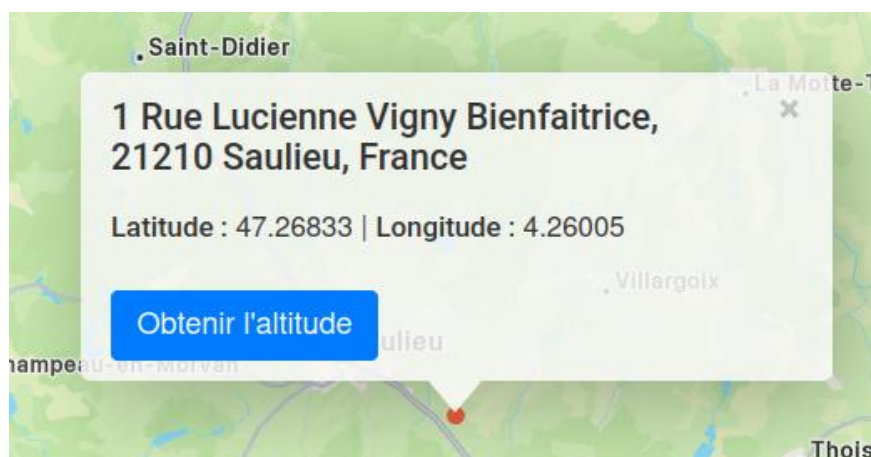 Saint-Didier
La Motte-T
×
1 Rue Lucienne Vigny Bienfaitrice,
21210 Saulieu, France
Latitude : 47.26833 | Longitude : 4.26005
Villargoix
Obtenir l'altitude
ulieu
hampeau-en-Morvan
Thois